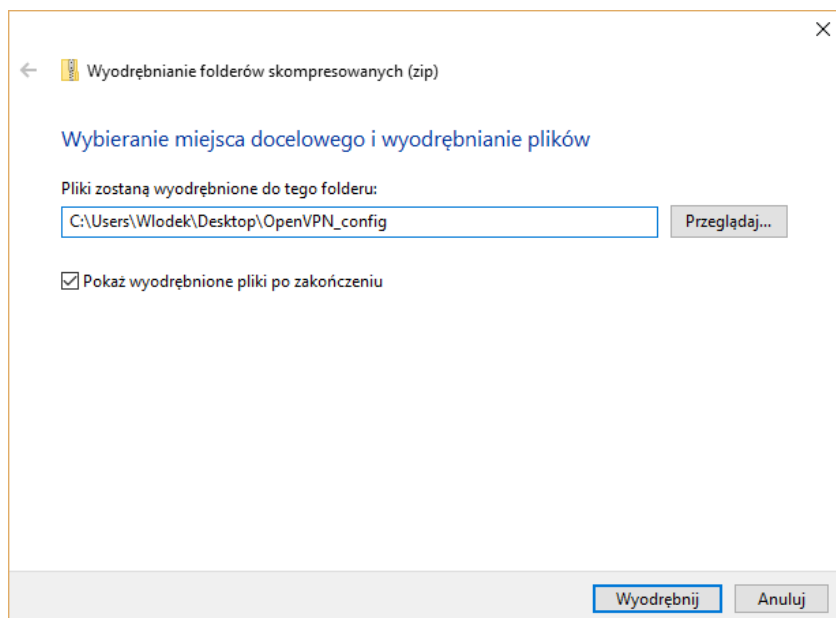 Wyodrębnianie folderów skompresowanych (zip)
Wybieranie miejsca docelowego i wyodrębnianie plików
Pliki zostaną wyodrębnione do tego folderu:
C:\Users\Wlodek\Desktop\OpenVPN_config
Przeglądaj...
Pokaż wyodrębnione pliki po zakończeniu
Wyodrębnij
Anuluj